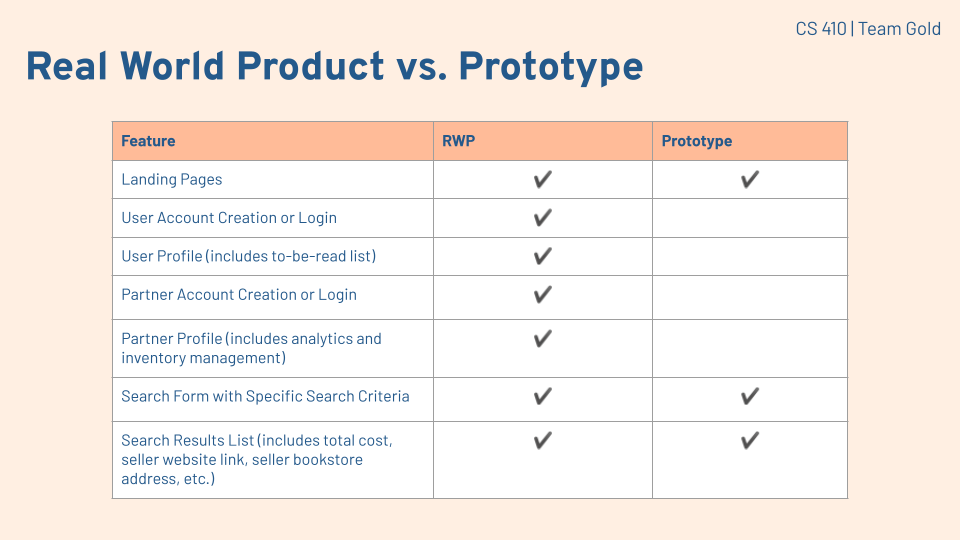 CS 410 | Team Gold
Real World Product vs. Prototype
Feature RWP Prototype
Landing Pages ✔ ✔
User Account Creation or Login ✔
User Profile (includes to-be-read list) ✔
Partner Account Creation or Login ✔
Partner Profile (includes analytics and ✔
inventory management)
Search Form with Specific Search Criteria ✔ ✔
Search Results List (includes total cost, ✔ ✔
seller website link, seller bookstore
address, etc.)